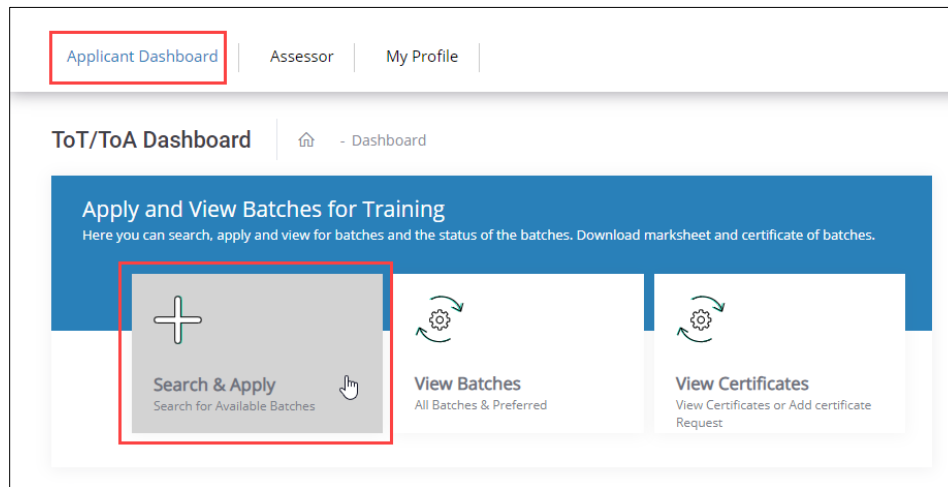 Applicant Dashboard Assessor My Profile
ToT/ToA Dashboard - Dashboard
Apply and View Batches for Training
Here you can search, apply and view for batches and the status of the batches. Download marksheet and certificate of batches.
Search & Apply
Search for Available Batches
View Batches
All Batches & Preferred
View Certificates
View Certificates or Add certificate
Request